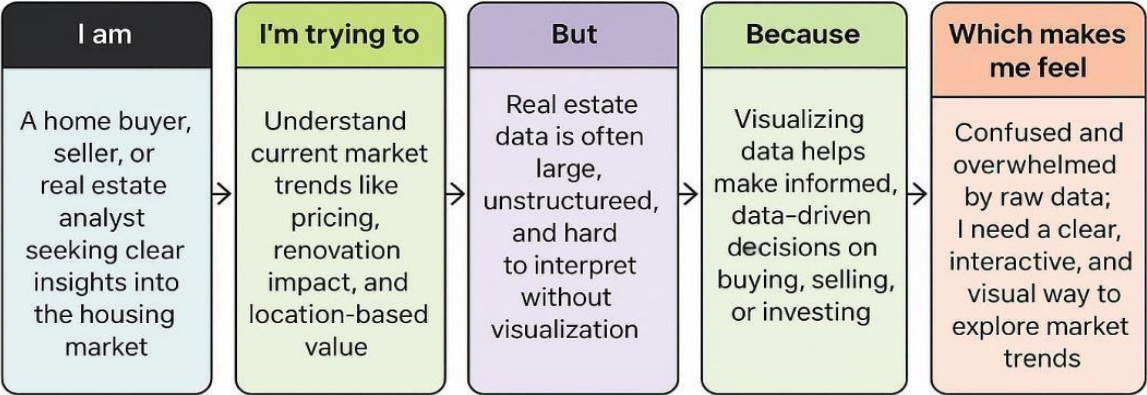 I am
A home buyer,
seller, or
real estate
analyst
seeking clear
insights into
the housing
market
I'm trying to
Understand
current market
trends like
pricing,
renovation
impact, and
location-based
value
But
Real estate
data is often
large,
unstructureed,
and hard
to interpret
without
visualization
Because
Visualizing
data helps
make informed,
data-driven
decisions on
buying, selling,
or investing
Which makes
me feel
Confused and
overwhelmed
by raw data;
I need a clear,
interactive, and
visual way to
explore market
trends